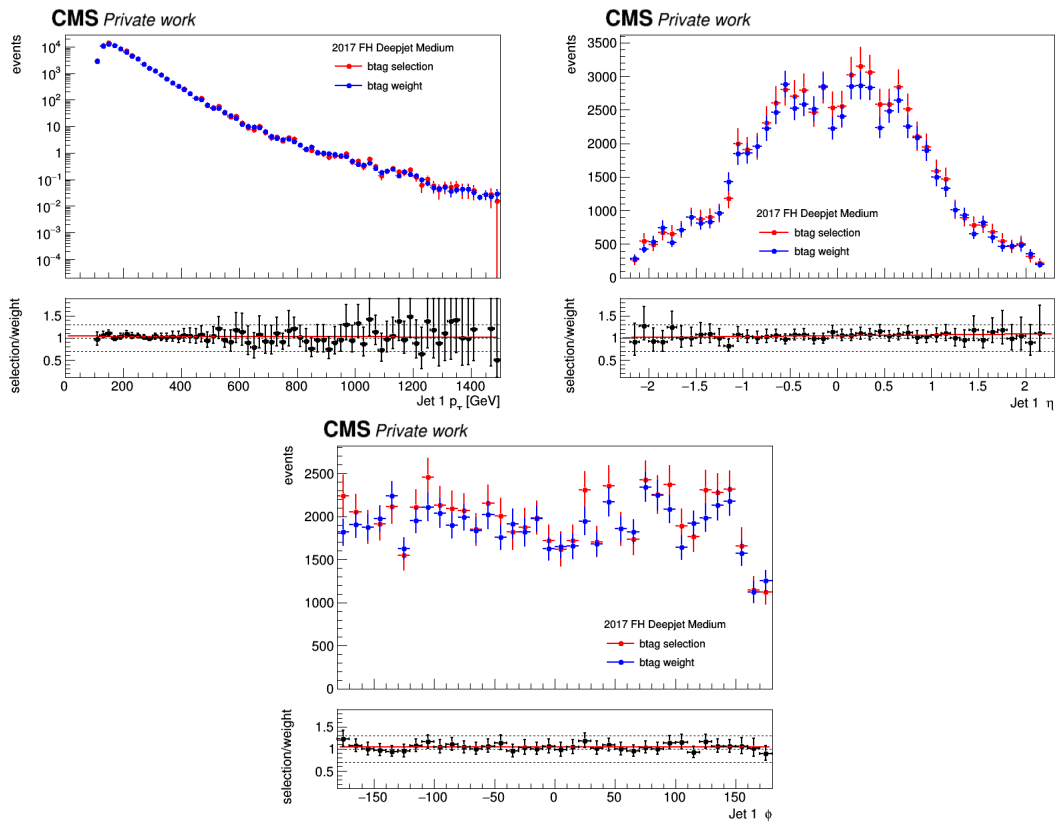 CMS Private work
events
10⁴
10³
10²
10
1
10⁻¹
10⁻²
10⁻³
10⁻⁴
2017 FH Deepjet Medium
btag selection
btag weight
selection/weight
1.5
1
0.5
0 200 400 600 800 1000 1200 1400
Jet 1 p_T [GeV]
CMS Private work
events
3500
3000
2500
2000
1500
1000
500
0
2017 FH Deepjet Medium
btag selection
btag weight
selection/weight
1.5
1
0.5
−2 −1.5 −1 −0.5 0 0.5 1 1.5 2
Jet 1 η
CMS Private work
events
2500
2000
1500
1000
500
0
2017 FH Deepjet Medium
btag selection
btag weight
selection/weight
1.5
1
0.5
−150 −100 −50 0 50 100 150
Jet 1 ϕ